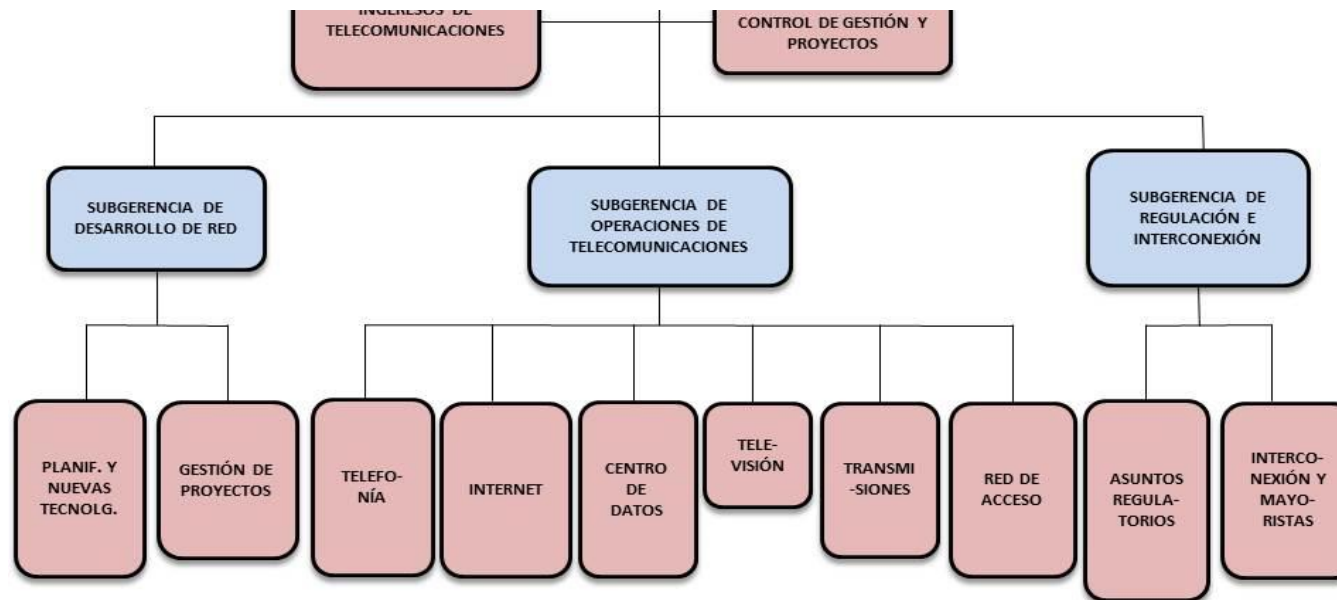 INGERESOS DE
TELECOMUNICACIONES
CONTROL DE GESTIÓN Y
PROYECTOS
SUBGERENCIA DE
DESARROLLO DE RED
SUBGERENCIA DE
OPERACIONES DE
TELECOMUNICACIONES
SUBGERENCIA DE
REGULACIÓN E
INTERCONEXIÓN
PLANIF. Y
NUEVAS
TECNOLG.
GESTIÓN DE
PROYECTOS
TELEFO-
NÍA
INTERNET
CENTRO
DE
DATOS
TELE-
VISIÓN
TRANSMI
-SIONES
RED DE
ACCESO
ASUNTOS
REGULA-
TORIOS
INTERCO-
NEXIÓN Y
MAYO-
RISTAS